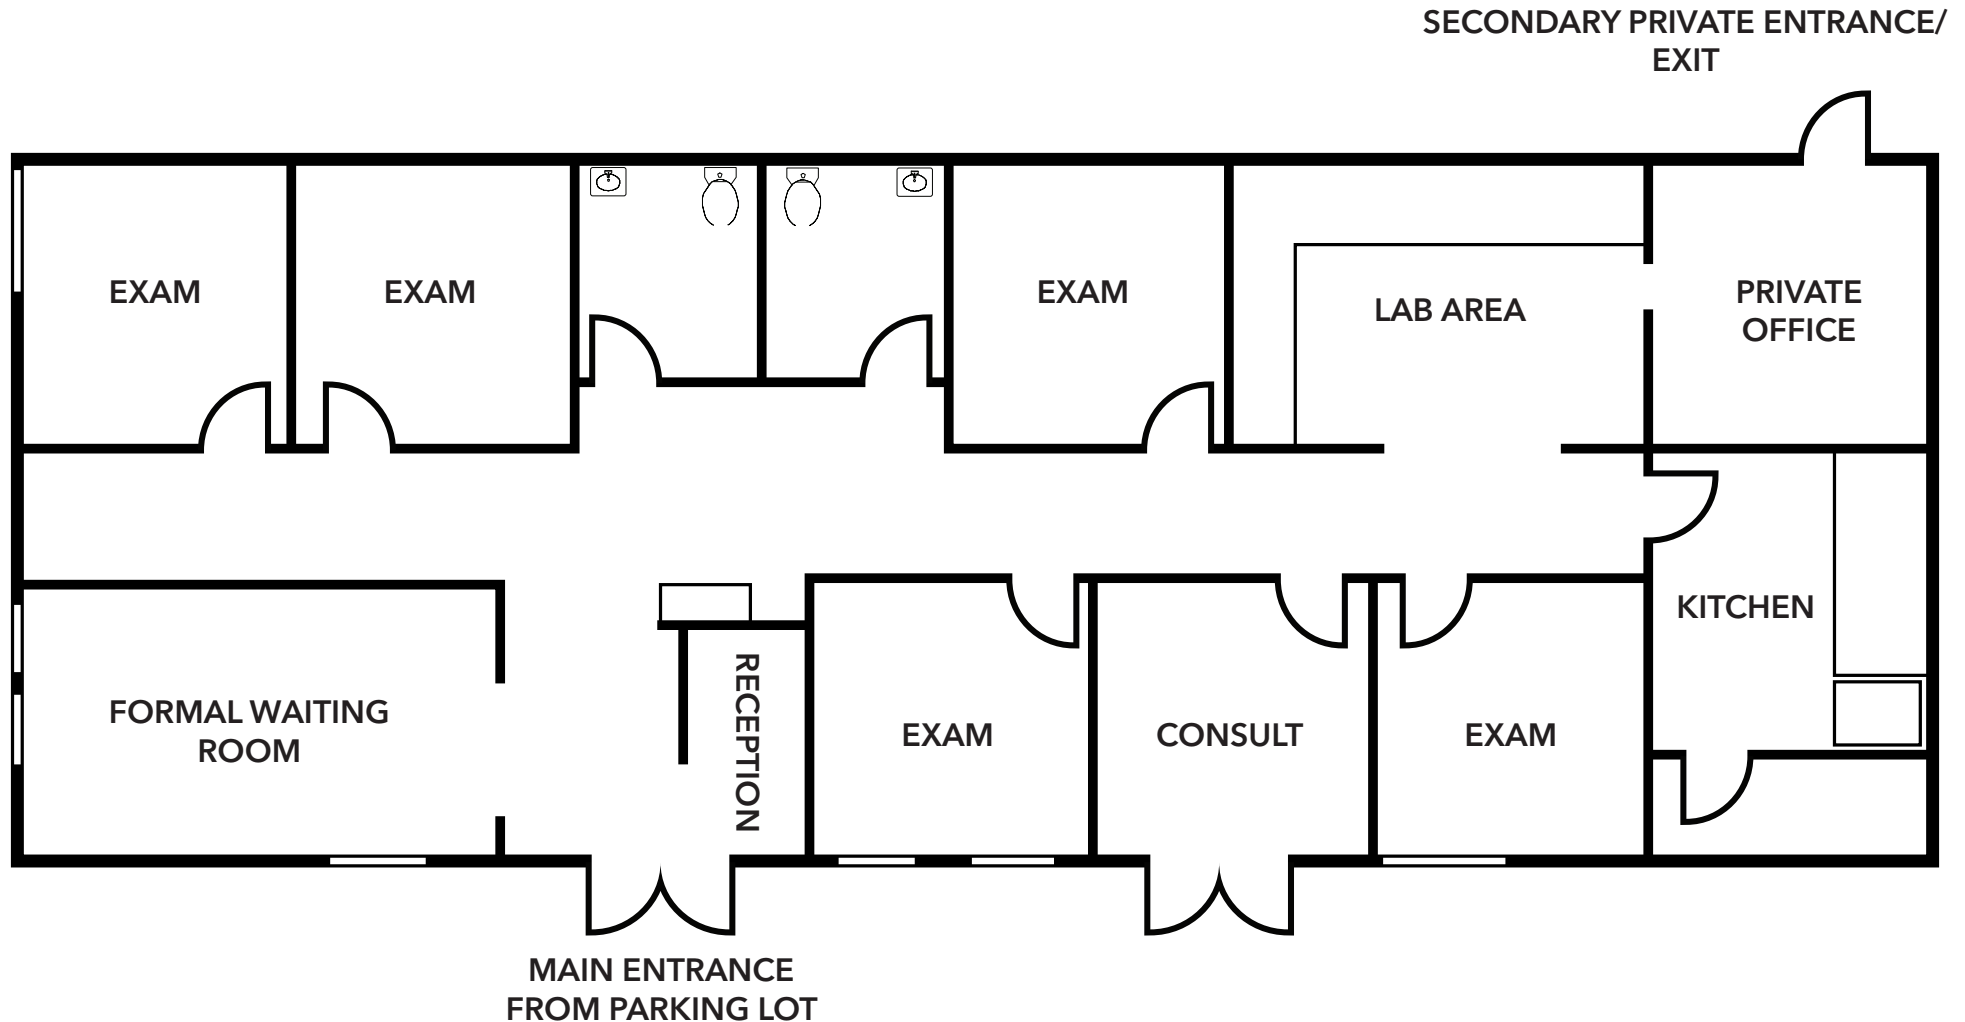 SECONDARY PRIVATE ENTRANCE/
EXIT
EXAM
EXAM
EXAM
LAB AREA
PRIVATE
OFFICE
KITCHEN
FORMAL WAITING
ROOM
RECEPTION
EXAM
CONSULT
EXAM
MAIN ENTRANCE
FROM PARKING LOT